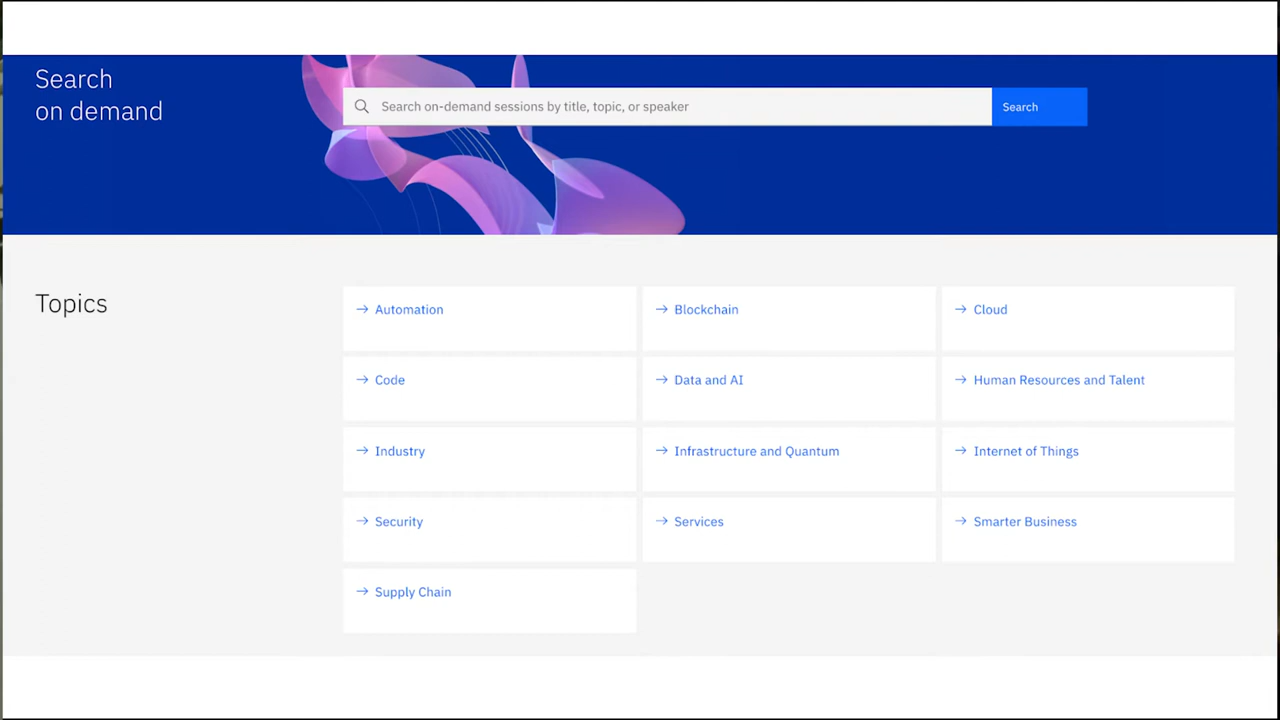 Search
on demand
Search on-demand sessions by title, topic, or speaker
Search
Topics
Automation
Blockchain
Cloud
Code
Data and AI
Human Resources and Talent
Industry
Infrastructure and Quantum
Internet of Things
Security
Services
Smarter Business
Supply Chain